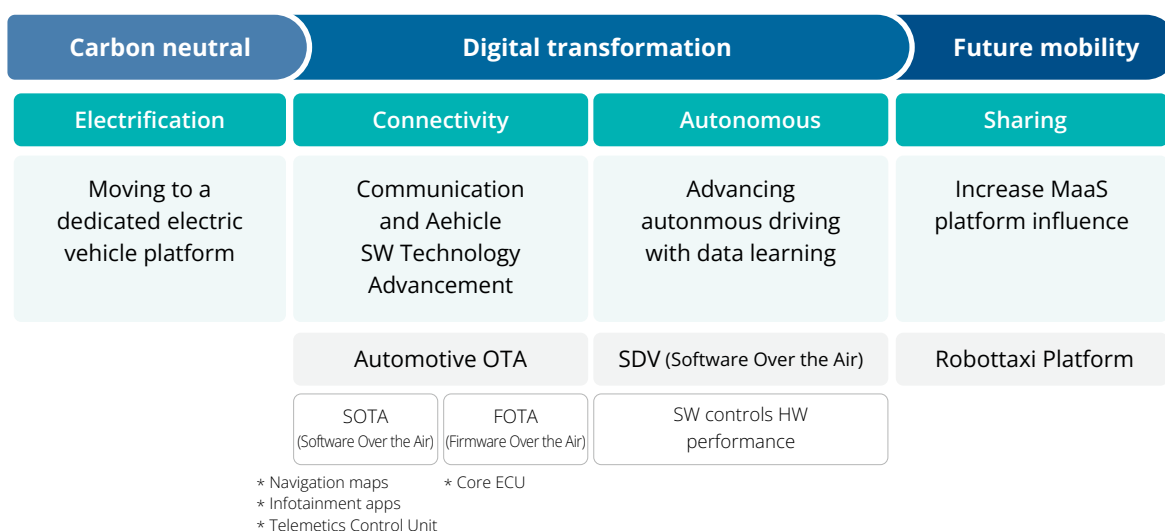 Carbon neutral
Digital transformation
Future mobility
Electrification
Connectivity
Autonomous
Sharing
Moving to a
dedicated electric
vehicle platform
Communication
and Aehicle
SW Technology
Advancement
Advancing
autonmous driving
with data learning
Increase MaaS
platform influence
Automotive OTA
SDV (Software Over the Air)
Robottaxi Platform
SOTA
(Software Over the Air)
FOTA
(Firmware Over the Air)
SW controls HW
performance
* Navigation maps
* Infotainment apps
* Telemetics Control Unit
* Core ECU